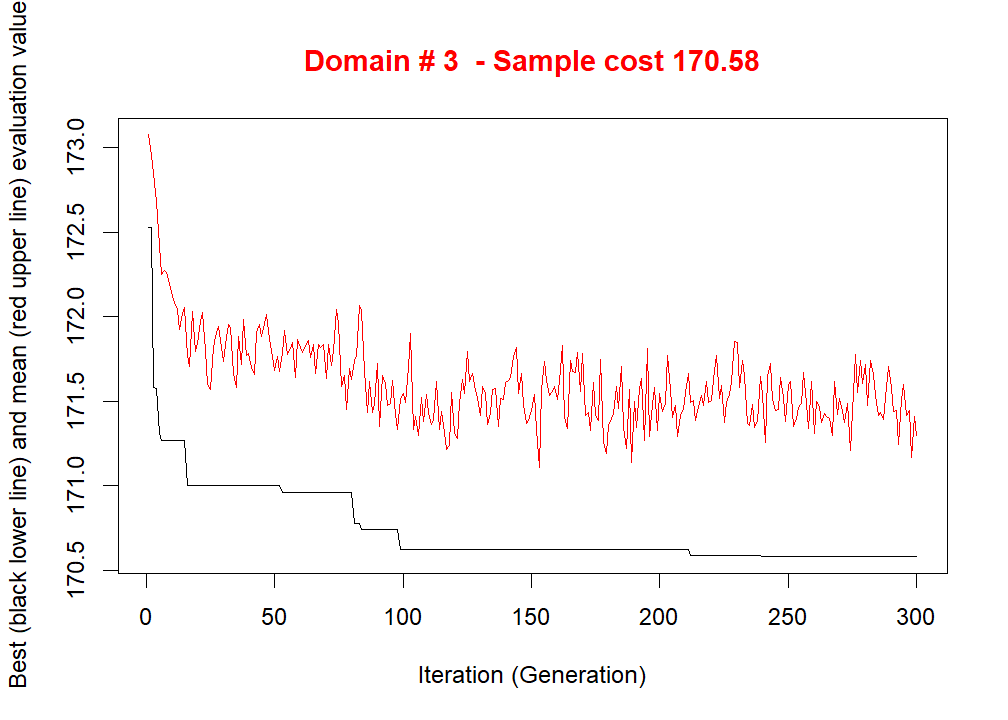 Domain # 3  - Sample cost 170.58
Best (black lower line) and mean (red upper line) evaluation value
173.0
172.5
172.0
171.5
171.0
170.5
0 50 100 150 200 250 300
Iteration (Generation)